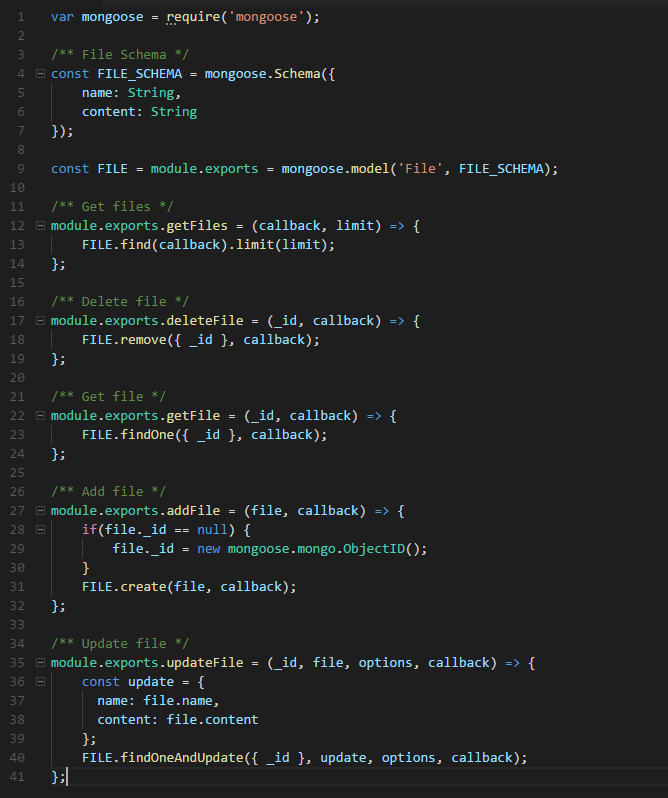 1 var mongoose = require('mongoose');
2
3 /** File Schema */
4 const FILE_SCHEMA = mongoose.Schema({
5     name: String,
6     content: String
7 });
8
9 const FILE = module.exports = mongoose.model('File', FILE_SCHEMA);
10
11 /** Get files */
12 module.exports.getFiles = (callback, limit) => {
13     FILE.find(callback).limit(limit);
14 };
15
16 /** Delete file */
17 module.exports.deleteFile = (_id, callback) => {
18     FILE.remove({ _id }, callback);
19 };
20
21 /** Get file */
22 module.exports.getFile = (_id, callback) => {
23     FILE.findOne({ _id }, callback);
24 };
25
26 /** Add file */
27 module.exports.addFile = (file, callback) => {
28     if(file._id == null) {
29         file._id = new mongoose.mongo.ObjectID();
30     }
31     FILE.create(file, callback);
32 };
33
34 /** Update file */
35 module.exports.updateFile = (_id, file, options, callback) => {
36     const update = {
37       name: file.name,
38       content: file.content
39     };
40     FILE.findOneAndUpdate({ _id }, update, options, callback);
41 };